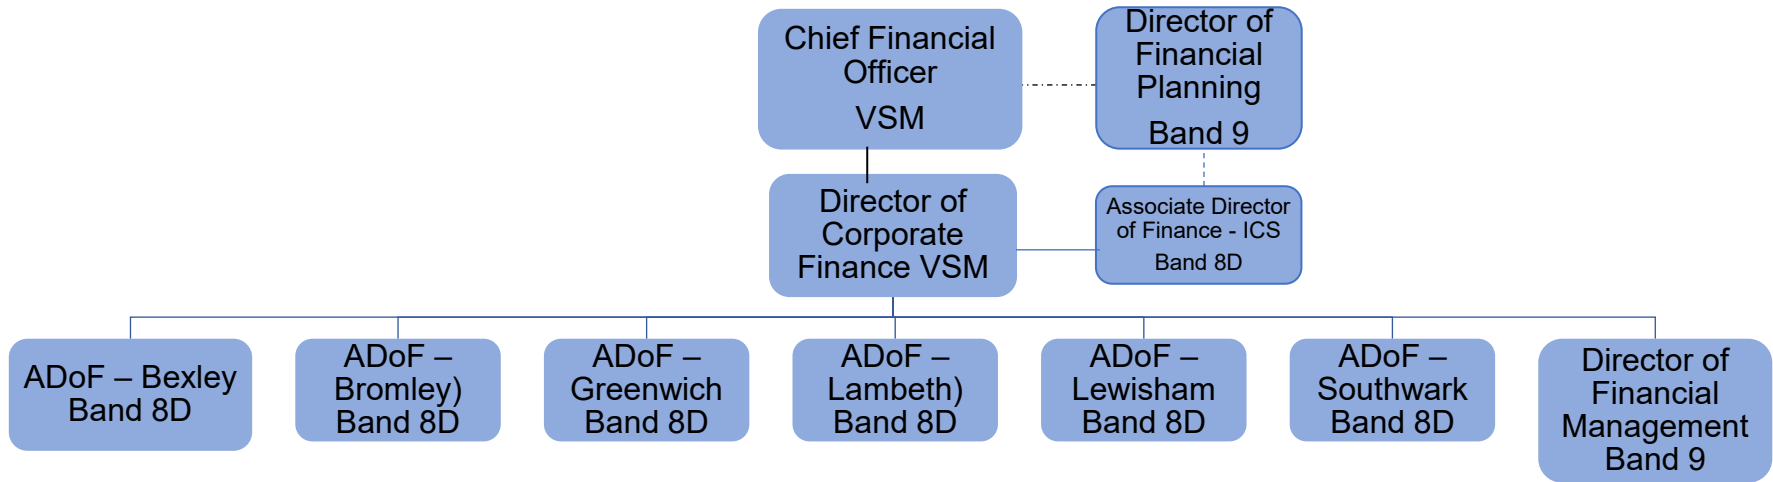 Chief Financial
Officer
VSM
Director of
Financial
Planning
Band 9
Director of
Corporate
Finance VSM
Associate Director
of Finance - ICS
Band 8D
ADoF – Bexley
Band 8D
ADoF –
Bromley)
Band 8D
ADoF –
Greenwich
Band 8D
ADoF –
Lambeth)
Band 8D
ADoF –
Lewisham
Band 8D
ADoF –
Southwark
Band 8D
Director of
Financial
Management
Band 9